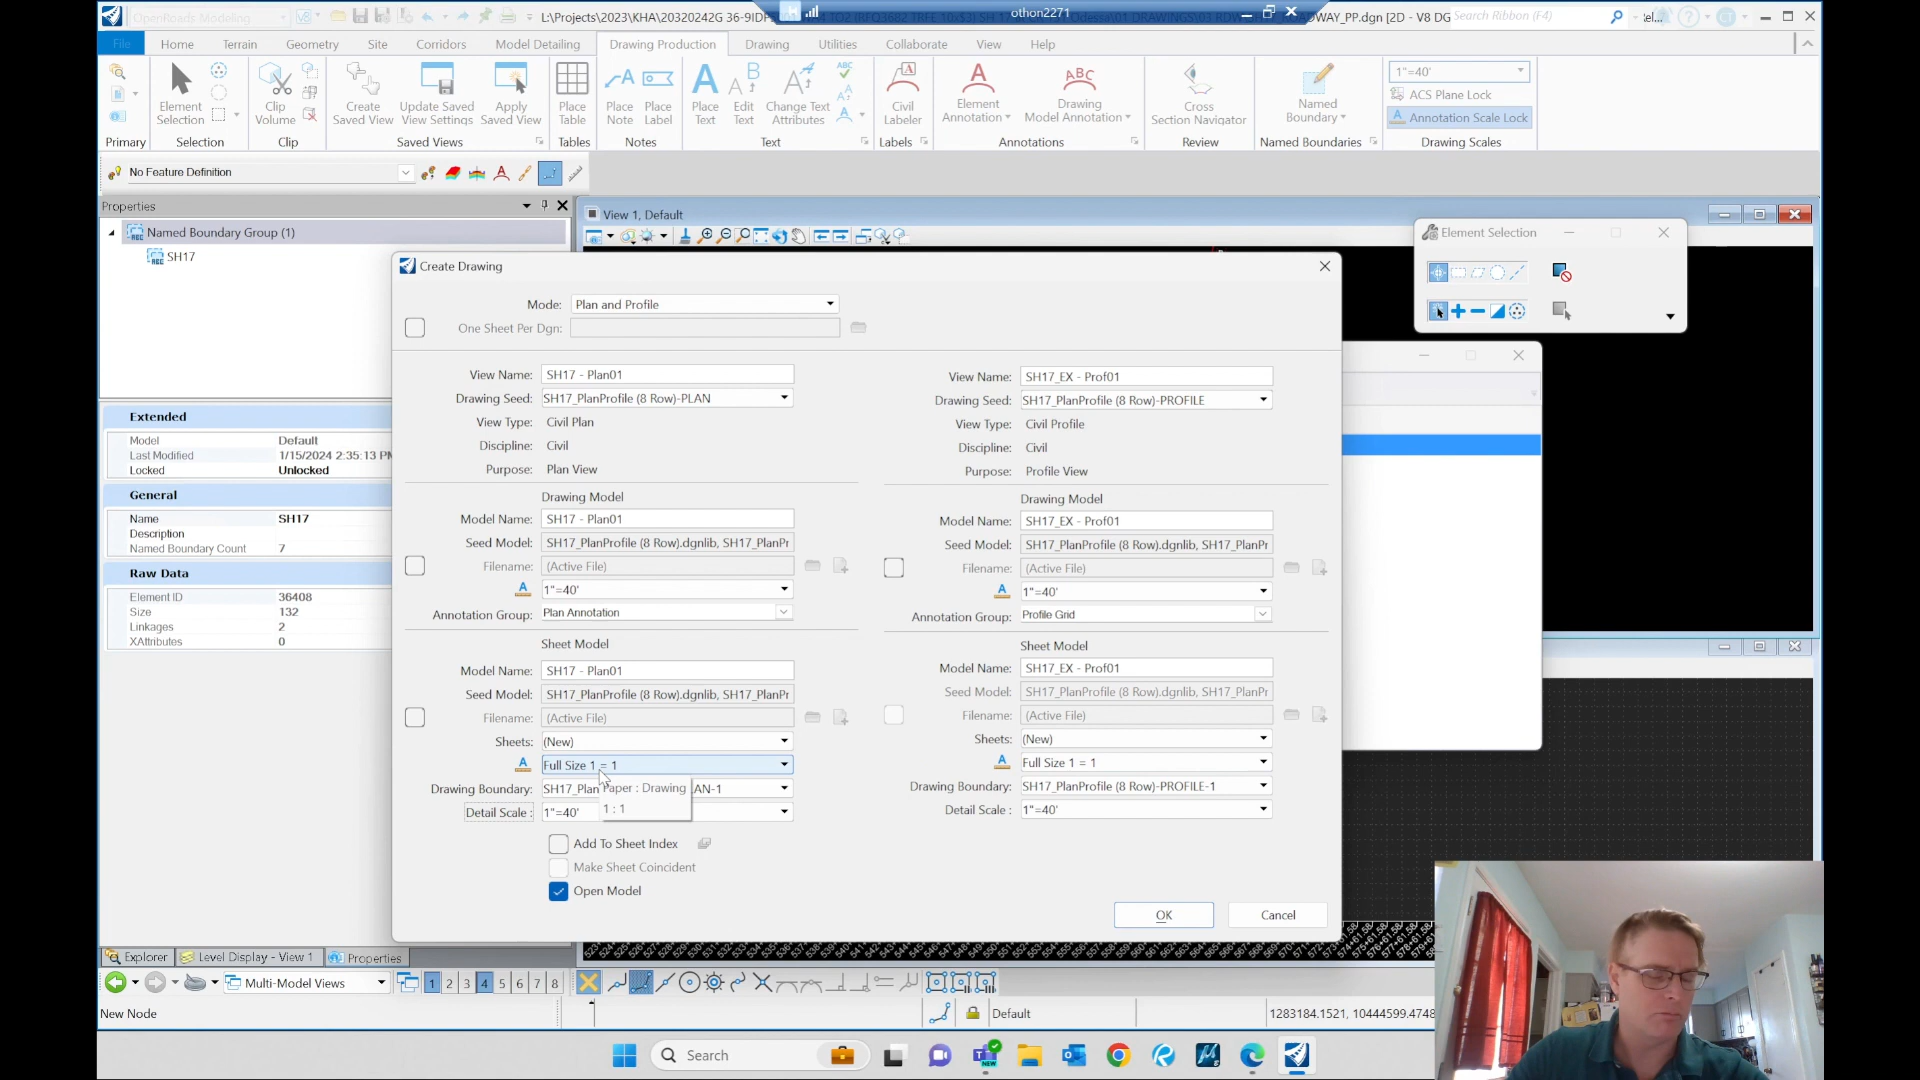 OpenRoads Modeling
L:\Projects\2023\KHA\20320242G 36-9IDP
othon2271
ADWAY_PP.dgn [2D - V8 DG
Search Ribbon (F4)
File
Home
Terrain
Geometry
Site
Corridors
Model Detailing
Drawing Production
Drawing
Utilities
Collaborate
View
Help
Element Selection
Clip Volume
Create Saved View
Update Saved View Settings
Apply Saved View
Place Table
Place Note
Place Label
Place Text
Edit Text
Change Text Attributes
Civil Labeler
Element Annotation
Drawing Model Annotation
Cross Section Navigator
Named Boundary
1"=40'
ACS Plane Lock
Annotation Scale Lock
Primary
Selection
Clip
Saved Views
Tables
Notes
Text
Labels
Annotations
Review
Named Boundaries
Drawing Scales
No Feature Definition
Properties
Named Boundary Group (1)
SH17
View 1, Default
Element Selection
Extended
Model Default
Last Modified 1/15/2024 2:35:13 PM
Locked Unlocked
General
Name SH17
Description
Named Boundary Count 7
Raw Data
Element ID 36408
Size 132
Linkages 2
XAttributes 0
Create Drawing
Mode: Plan and Profile
One Sheet Per Dgn:
View Name: SH17 - Plan01
Drawing Seed: SH17_PlanProfile (8 Row)-PLAN
View Type: Civil Plan
Discipline: Civil
Purpose: Plan View
Drawing Model
Model Name: SH17 - Plan01
Seed Model: SH17_PlanProfile (8 Row).dgnlib, SH17_PlanPr
Filename: (Active File)
1"=40'
Annotation Group: Plan Annotation
Sheet Model
Model Name: SH17 - Plan01
Seed Model: SH17_PlanProfile (8 Row).dgnlib, SH17_PlanPr
Filename: (Active File)
Sheets: (New)
Full Size 1 = 1
Drawing Boundary: SH17_Plan AN-1
Paper : Drawing
1 : 1
Detail Scale : 1"=40'
Add To Sheet Index
Make Sheet Coincident
Open Model
View Name: SH17_EX - Prof01
Drawing Seed: SH17_PlanProfile (8 Row)-PROFILE
View Type: Civil Profile
Discipline: Civil
Purpose: Profile View
Drawing Model
Model Name: SH17_EX - Prof01
Seed Model: SH17_PlanProfile (8 Row).dgnlib, SH17_PlanPr
Filename: (Active File)
1"=40'
Annotation Group: Profile Grid
Sheet Model
Model Name: SH17_EX - Prof01
Seed Model: SH17_PlanProfile (8 Row).dgnlib, SH17_PlanPr
Filename: (Active File)
Sheets: (New)
Full Size 1 = 1
Drawing Boundary: SH17_PlanProfile (8 Row)-PROFILE-1
Detail Scale : 1"=40'
OK
Cancel
Explorer
Level Display - View 1
Properties
Multi-Model Views
1 2 3 4 5 6 7 8
New Node
Default
1283184.1521, 10444599.4748
Search